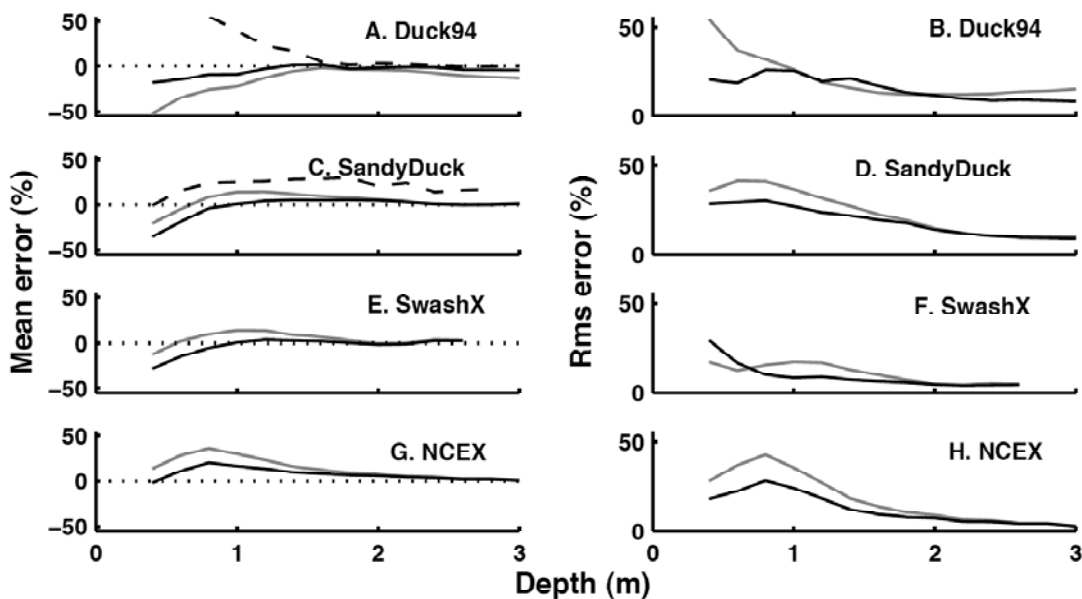 50
0
−50
A. Duck94
50
0
B. Duck94
50
0
−50
C. SandyDuck
50
0
D. SandyDuck
50
0
−50
E. SwashX
50
0
F. SwashX
50
0
−50
G. NCEX
50
0
H. NCEX
Mean error (%)
Rms error (%)
0 1 2 3
0 1 2 3
Depth (m)